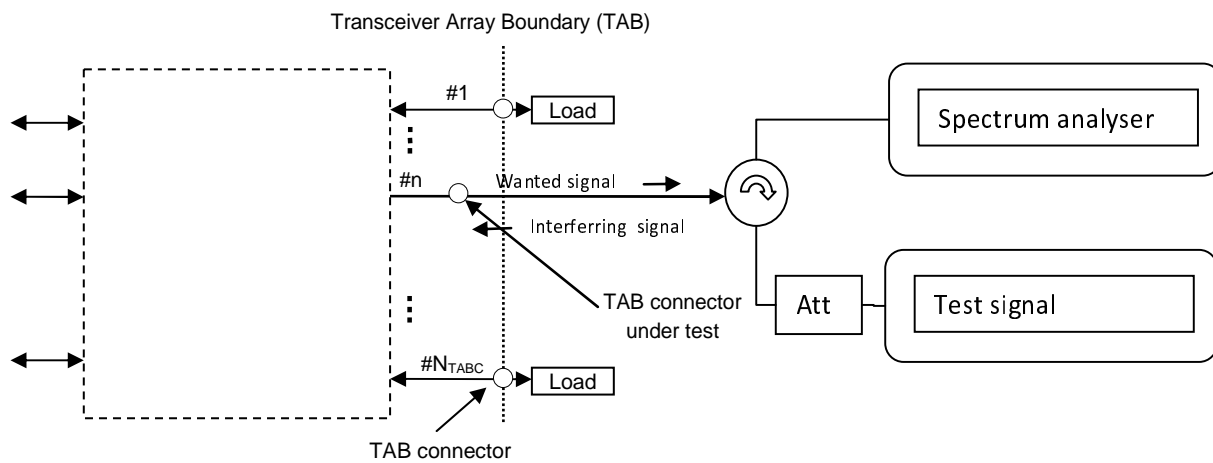 Transceiver Array Boundary (TAB)
#1
Load
Spectrum analyser
#n
Wanted signal
Interferring signal
TAB connector
under test
Att
Test signal
#NTABC
Load
TAB connector